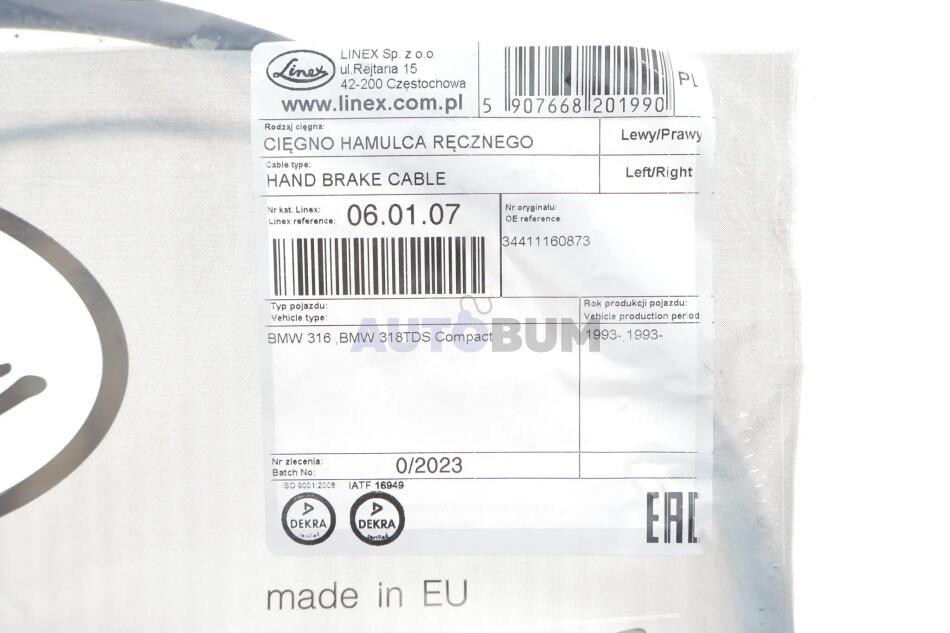 Linex
LINEX Sp. z o.o
ul.Rejtana 15
42-200 Częstochowa
www.linex.com.pl
5 907668 201990
PL
Rodzaj cięgna:
CIĘGNO HAMULCA RĘCZNEGO
Lewy/Prawy
Cable type:
HAND BRAKE CABLE
Left/Right
Nr kat. Linex:
Linex reference:
06.01.07
Nr oryginału:
OE reference:
34411160873
Typ pojazdu:
Vehicle type:
Rok produkcji pojazdu:
Vehicle production period
BMW 316 ,BMW 318TDS Compact
1993-,1993-
AUTOBUM
Nr zlecenia:
Batch No:
0/2023
ISO 9001:2008
IATF 16949
DEKRA
certified
DEKRA
certified
EAC
made in EU